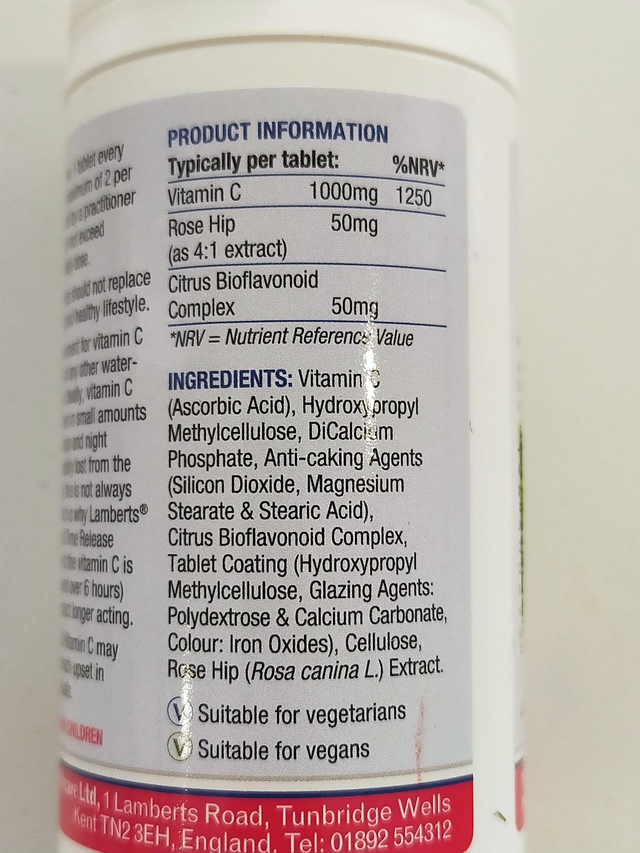 tablet every
of 2 per
practitioner
exceed
dose.
should not replace
healthy lifestyle.
for vitamin C
other water-
vitamin C
small amounts
and night
lost from the
is not always
why Lamberts®
Release
vitamin C is
over 6 hours)
longer acting.
C may
upset in
CHILDREN
PRODUCT INFORMATION
Typically per tablet: %NRV*
Vitamin C 1000mg 1250
Rose Hip 50mg
(as 4:1 extract)
Citrus Bioflavonoid
Complex 50mg
*NRV = Nutrient Reference Value
INGREDIENTS: Vitamin C
(Ascorbic Acid), Hydroxypropyl
Methylcellulose, DiCalcium
Phosphate, Anti-caking Agents
(Silicon Dioxide, Magnesium
Stearate & Stearic Acid),
Citrus Bioflavonoid Complex,
Tablet Coating (Hydroxypropyl
Methylcellulose, Glazing Agents:
Polydextrose & Calcium Carbonate,
Colour: Iron Oxides), Cellulose,
Rose Hip (Rosa canina L.) Extract.
V Suitable for vegetarians
V Suitable for vegans
Ltd, 1 Lamberts Road, Tunbridge Wells
Kent TN2 3EH, England. Tel: 01892 554312